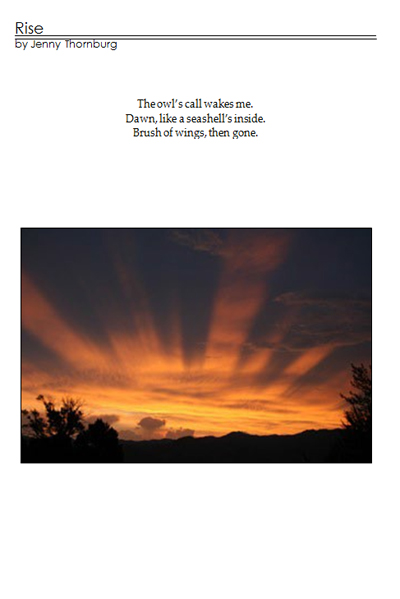 Rise
by Jenny Thornburg
The owl's call wakes me.
Dawn, like a seashell's inside.
Brush of wings, then gone.